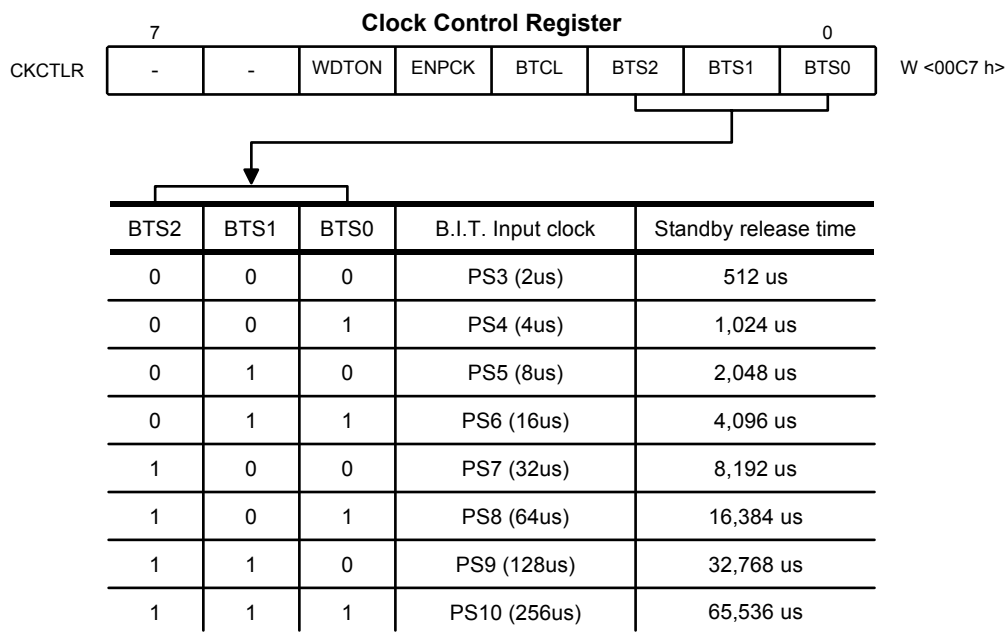 Clock Control Register
7 0
CKCTLR - - WDTON ENPCK BTCL BTS2 BTS1 BTS0 W <00C7 h>
BTS2 BTS1 BTS0 B.I.T. Input clock Standby release time
0 0 0 PS3 (2us) 512 us
0 0 1 PS4 (4us) 1,024 us
0 1 0 PS5 (8us) 2,048 us
0 1 1 PS6 (16us) 4,096 us
1 0 0 PS7 (32us) 8,192 us
1 0 1 PS8 (64us) 16,384 us
1 1 0 PS9 (128us) 32,768 us
1 1 1 PS10 (256us) 65,536 us